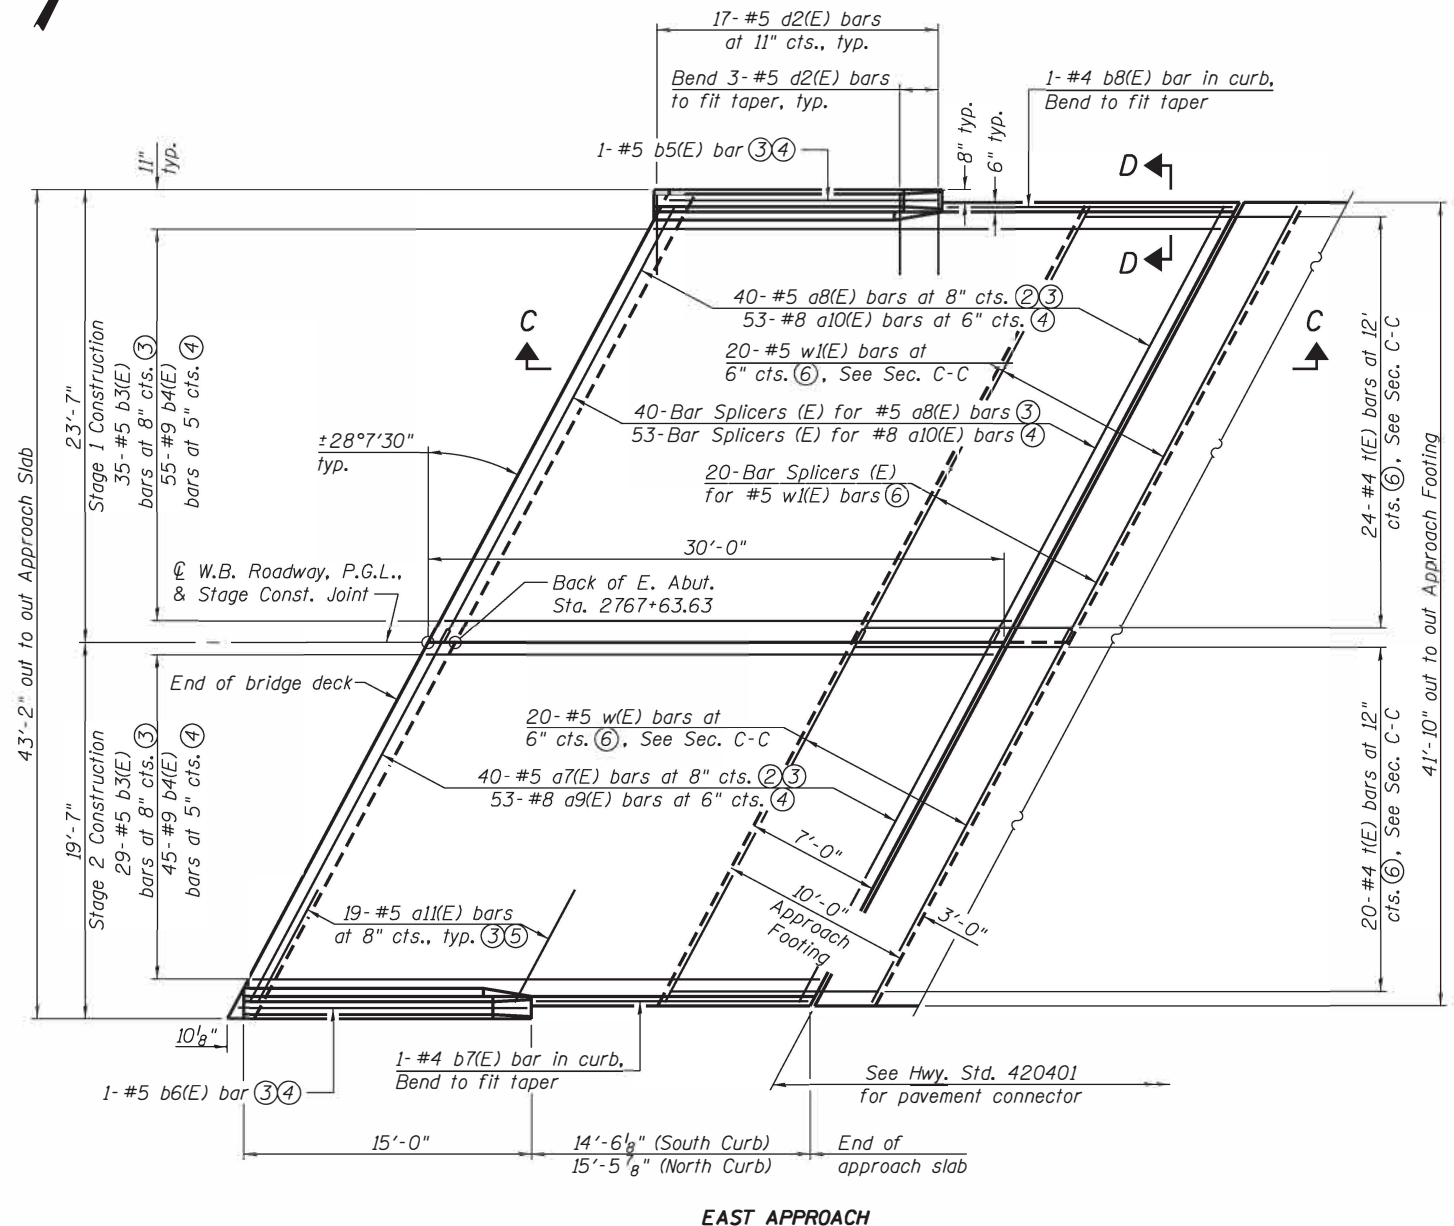 17- #5 d2(E) bars
at 11" cts., typ.
Bend 3- #5 d2(E) bars
to fit taper, typ.
1- #4 b8(E) bar in curb,
Bend to fit taper
1- #5 b5(E) bar ③④
8" typ.
6" typ.
11"
typ.
D
D
C
C
40- #5 a8(E) bars at 8" cts. ②③
53- #8 a10(E) bars at 6" cts. ④
20- #5 w1(E) bars at
6" cts. ⑥, See Sec. C-C
40-Bar Splicers (E) for #5 a8(E) bars ③
53-Bar Splicers (E) for #8 a10(E) bars ④
20-Bar Splicers (E)
for #5 w1(E) bars ⑥
±28°7'30"
typ.
43'-2" out to out Approach Slab
23'-7"
Stage 1 Construction
35- #5 b3(E)
bars at 8" cts. ③
55- #9 b4(E)
bars at 5" cts. ④
24- #4 t(E) bars at 12'
cts. ⑥, See Sec. C-C
41'-10" out to out Approach Footing
30'-0"
℄ W.B. Roadway, P.G.L.,
& Stage Const. Joint
Back of E. Abut.
Sta. 2767+63.63
End of bridge deck
19'-7"
Stage 2 Construction
29- #5 b3(E)
bars at 8" cts. ③
45- #9 b4(E)
bars at 5" cts. ④
20- #5 w(E) bars at
6" cts. ⑥, See Sec. C-C
40- #5 a7(E) bars at 8" cts. ②③
53- #8 a9(E) bars at 6" cts. ④
20- #4 t(E) bars at 12"
cts. ⑥, See Sec. C-C
7'-0"
10'-0"
Approach
Footing
3'-0"
19- #5 a11(E) bars
at 8" cts., typ. ③⑤
10 1/8"
1- #5 b6(E) bar ③④
1- #4 b7(E) bar in curb,
Bend to fit taper
See Hwy. Std. 420401
for pavement connector
15'-0"
14'-6 1/8" (South Curb)
15'-5 7/8" (North Curb)
End of
approach slab
EAST APPROACH